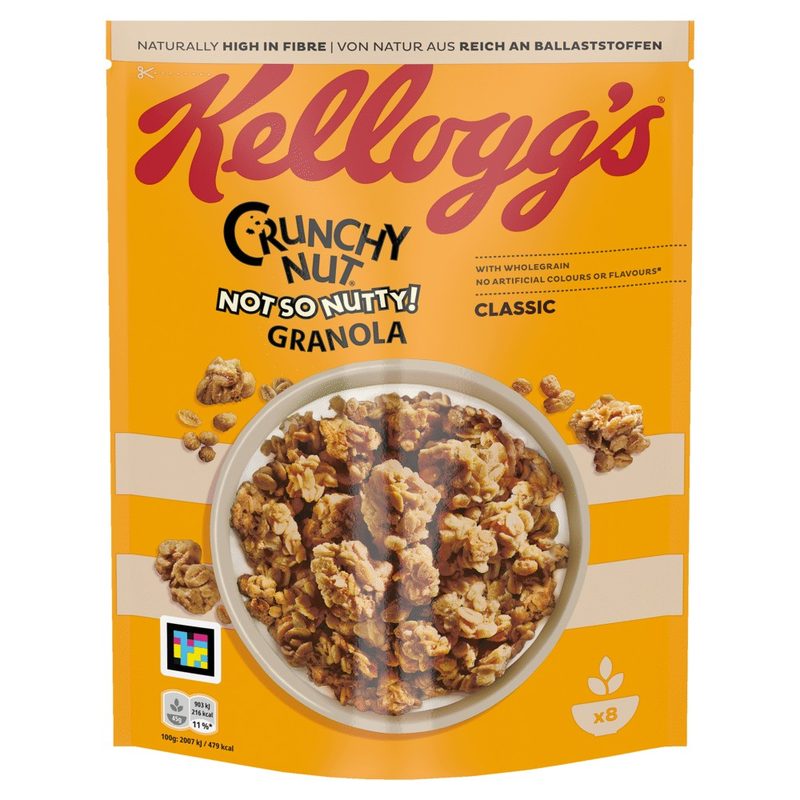 NATURALLY HIGH IN FIBRE | VON NATUR AUS REICH AN BALLASTSTOFFEN
Kellogg's®
CRUNCHY
NUT®
NOT SO NUTTY!
GRANOLA
WITH WHOLEGRAIN
NO ARTIFICIAL COLOURS OR FLAVOURS*
CLASSIC
45g
903 kJ
216 kcal
11%*
100g: 2007 kJ / 479 kcal
x8